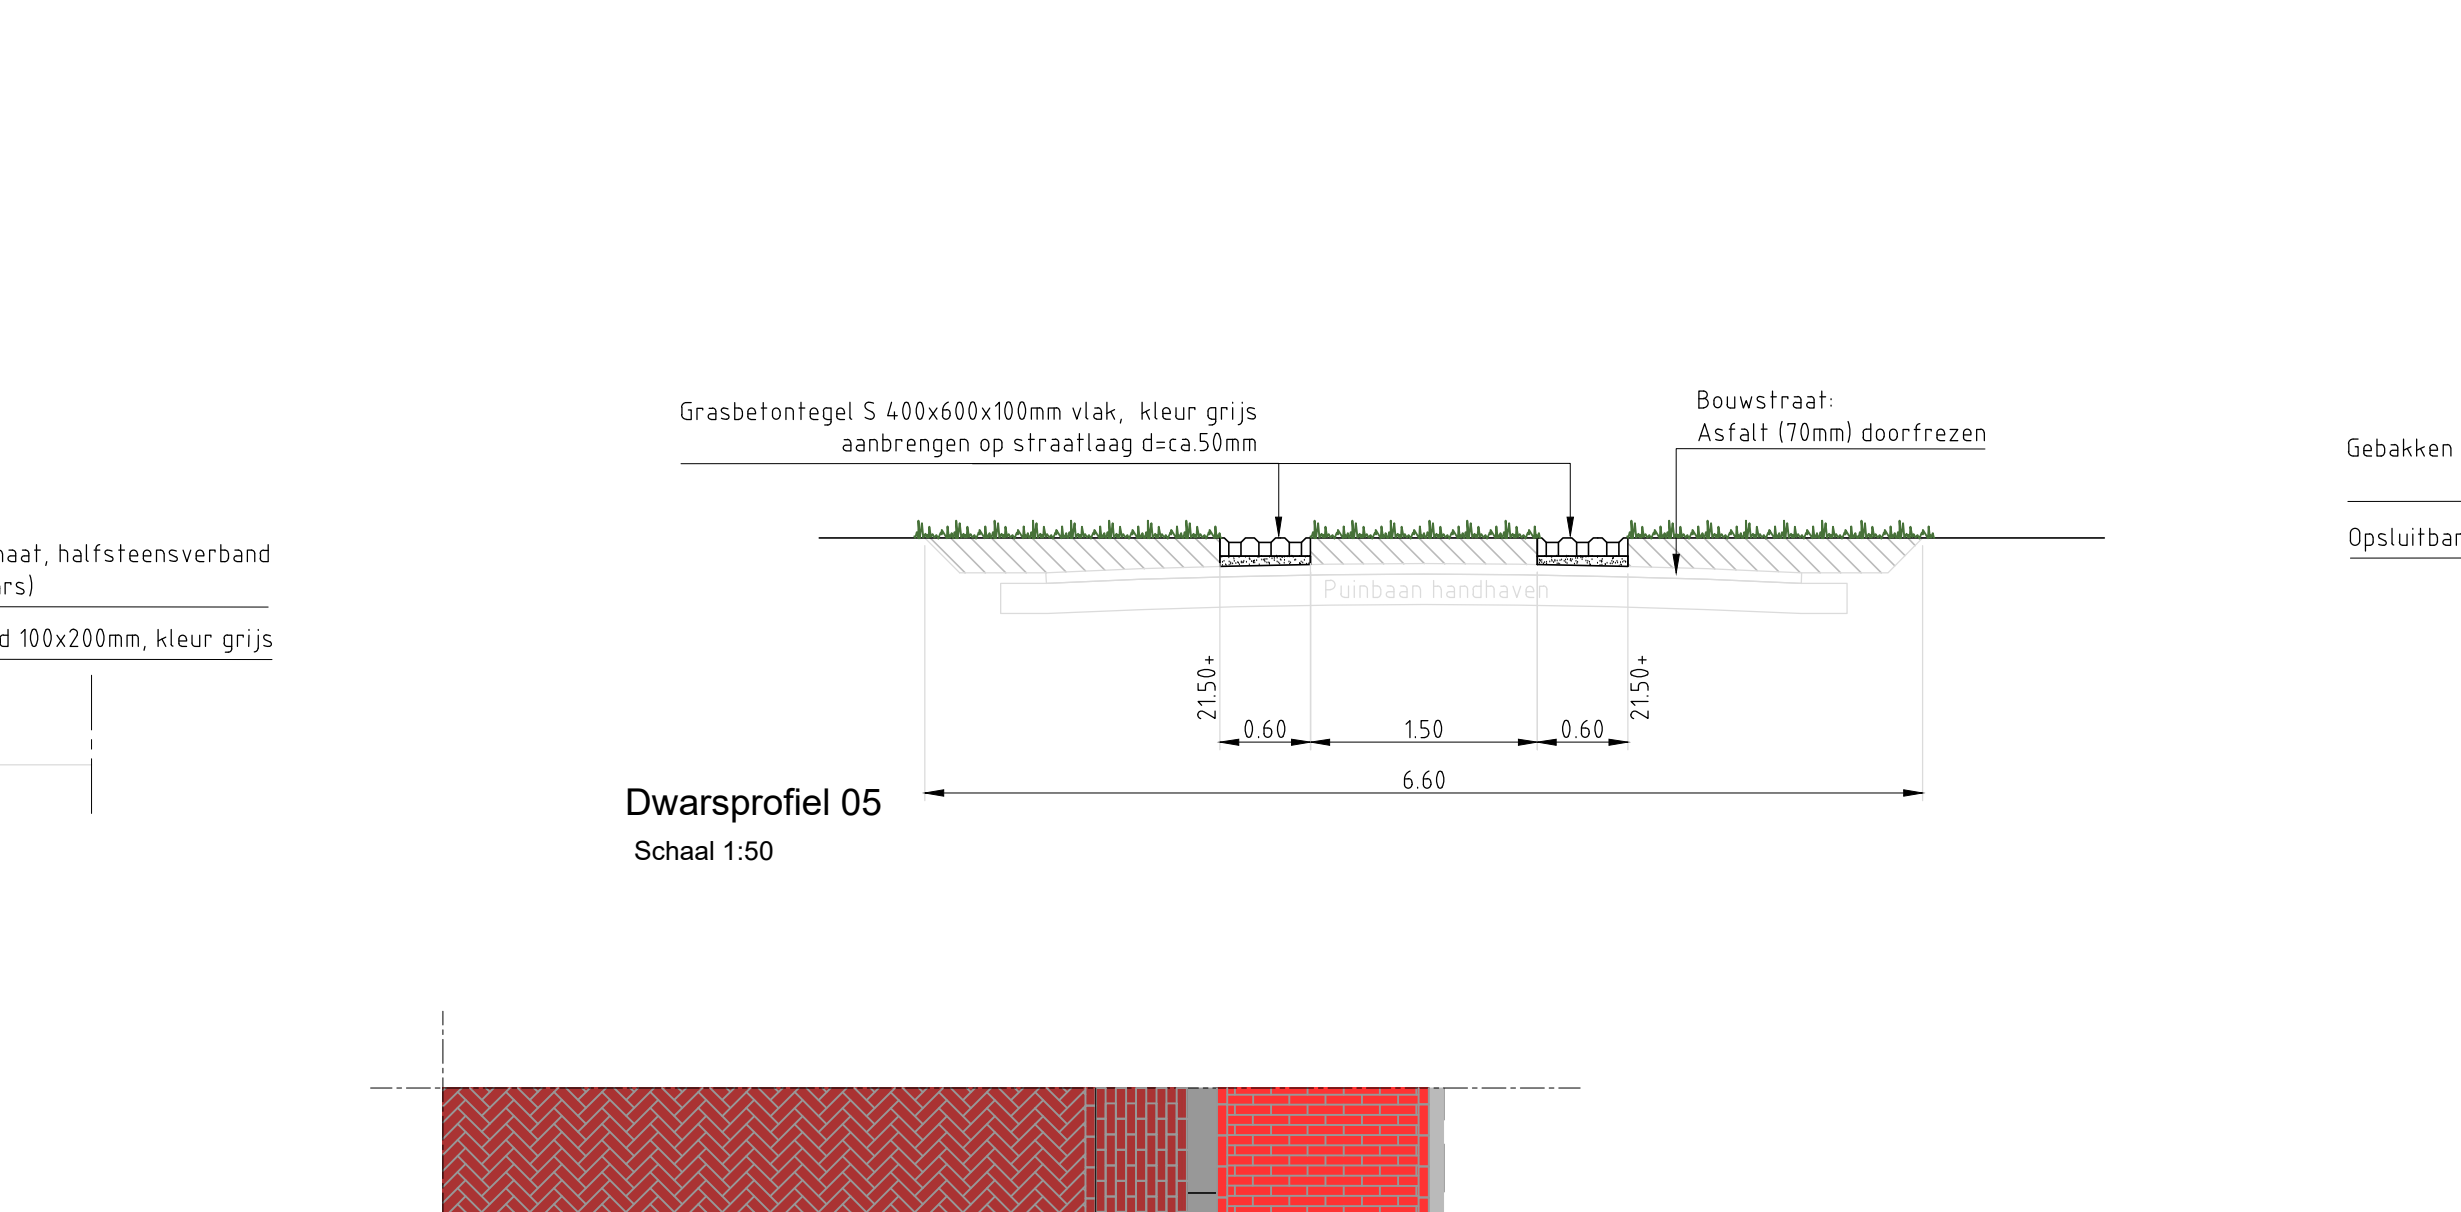 Grasbetontegel S 400x600x100mm vlak, kleur grijs
aanbrengen op straatlaag d=ca.50mm
Bouwstraat:
Asfalt (70mm) doorfrezen
Gebakken
Opsluitbar
naat, halfsteensverband
rs)
d 100x200mm, kleur grijs
Puinbaan handhaven
21.50+
21.50+
0.60
1.50
0.60
6.60
Dwarsprofiel 05
Schaal 1:50